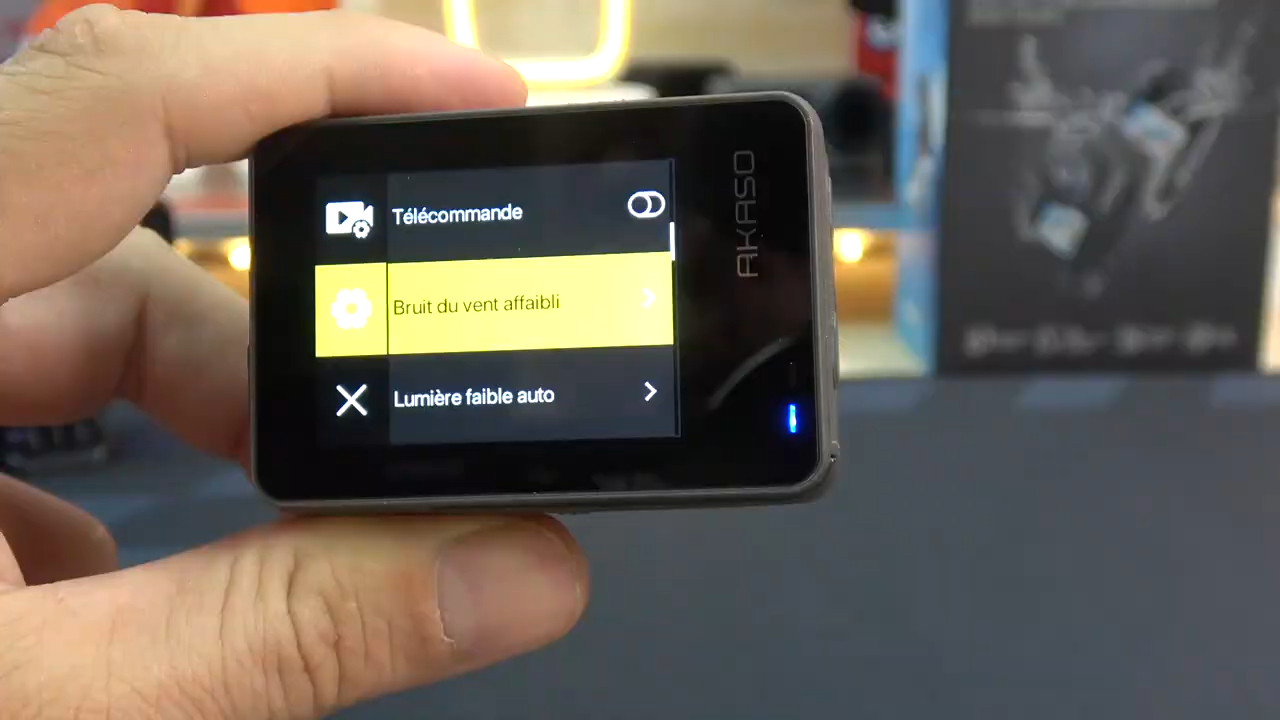 Télécommande
Bruit du vent affaibli
Lumière faible auto
AKASO